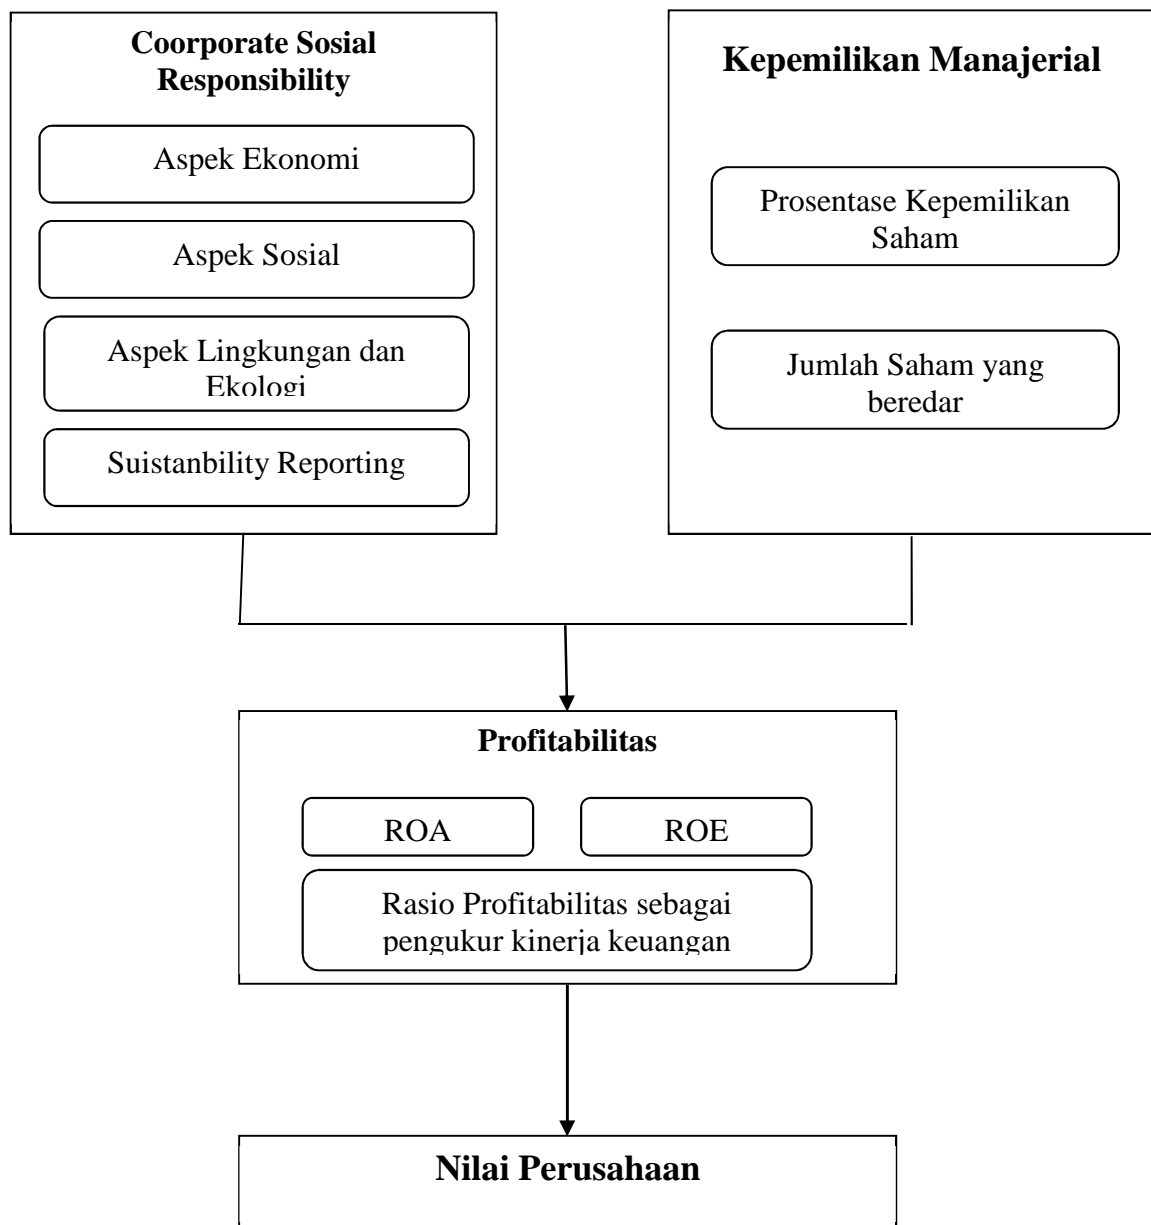 Coorporate Sosial
Responsibility
Aspek Ekonomi
Aspek Sosial
Aspek Lingkungan dan
Ekologi
Suistanbility Reporting
Kepemilikan Manajerial
Prosentase Kepemilikan
Saham
Jumlah Saham yang
beredar
Profitabilitas
ROA
ROE
Rasio Profitabilitas sebagai
pengukur kinerja keuangan
Nilai Perusahaan